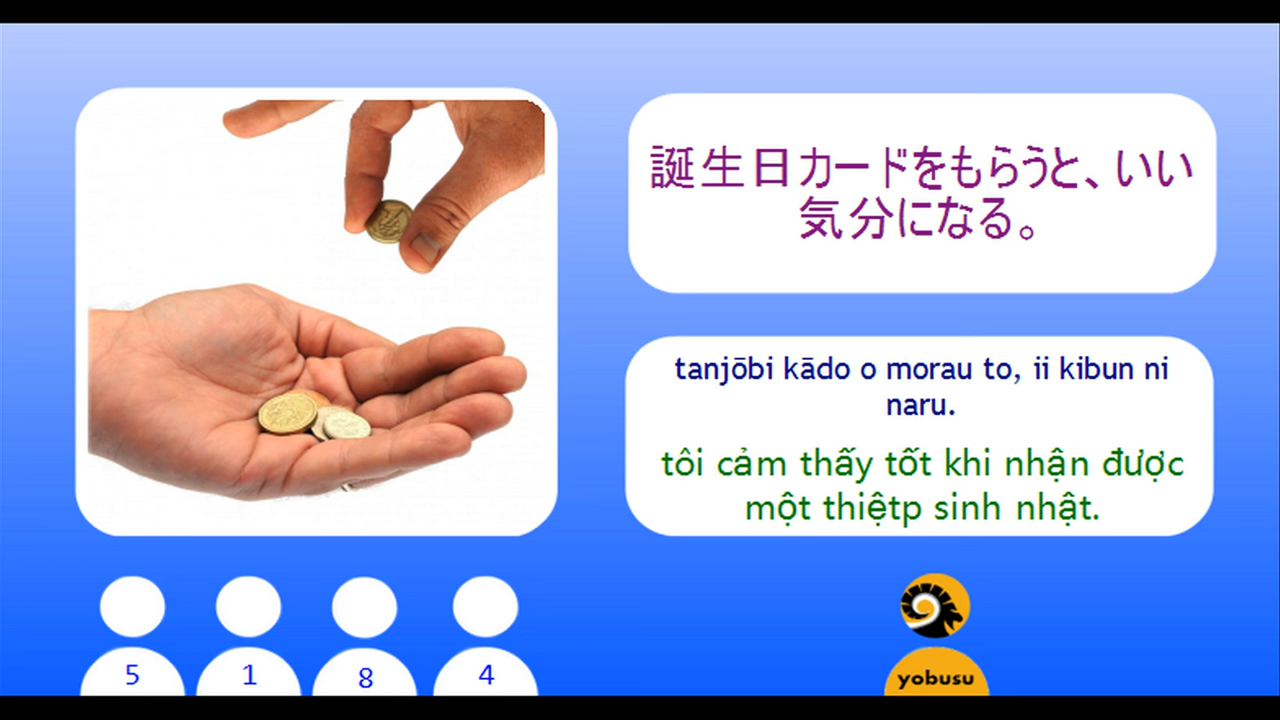 誕生日カードをもらうと、いい
気分になる。
tanjōbi kādo o morau to, ii kibun ni
naru.
tôi cảm thấy tốt khi nhận được
một thiệtp sinh nhật.
5 1 8 4
yobusu